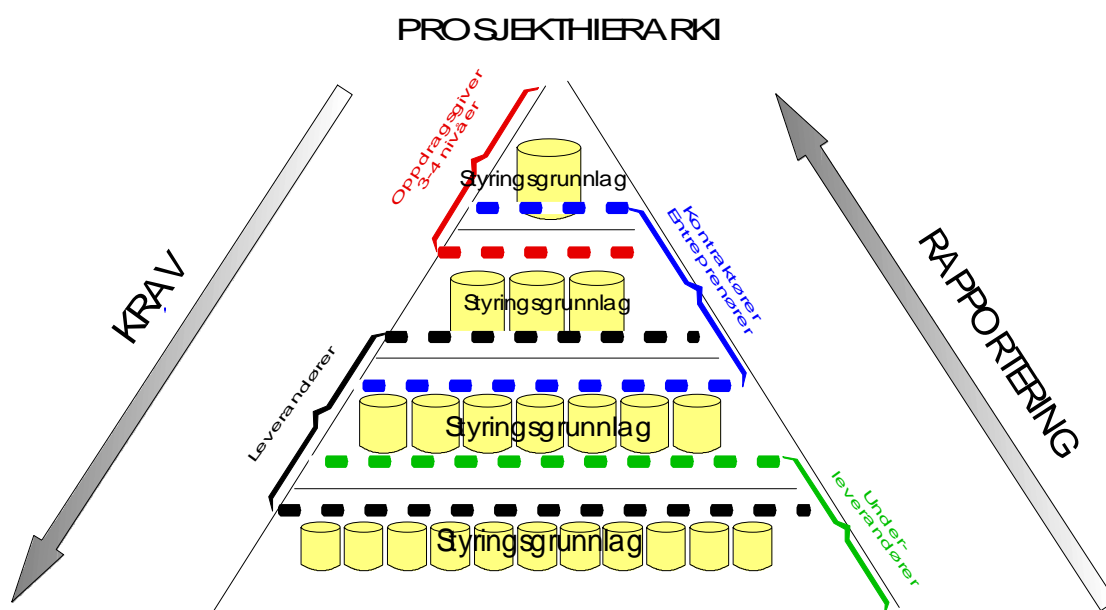 PROSJEKTHIERARKI
Oppdragsgiver
3-4 nivåer
Styringsgrunnlag
Kontraktører
Entreprenører
KRAV
RAPPORTERING
Styringsgrunnlag
Leverandører
Styringsgrunnlag
Under-
leverandører
Styringsgrunnlag